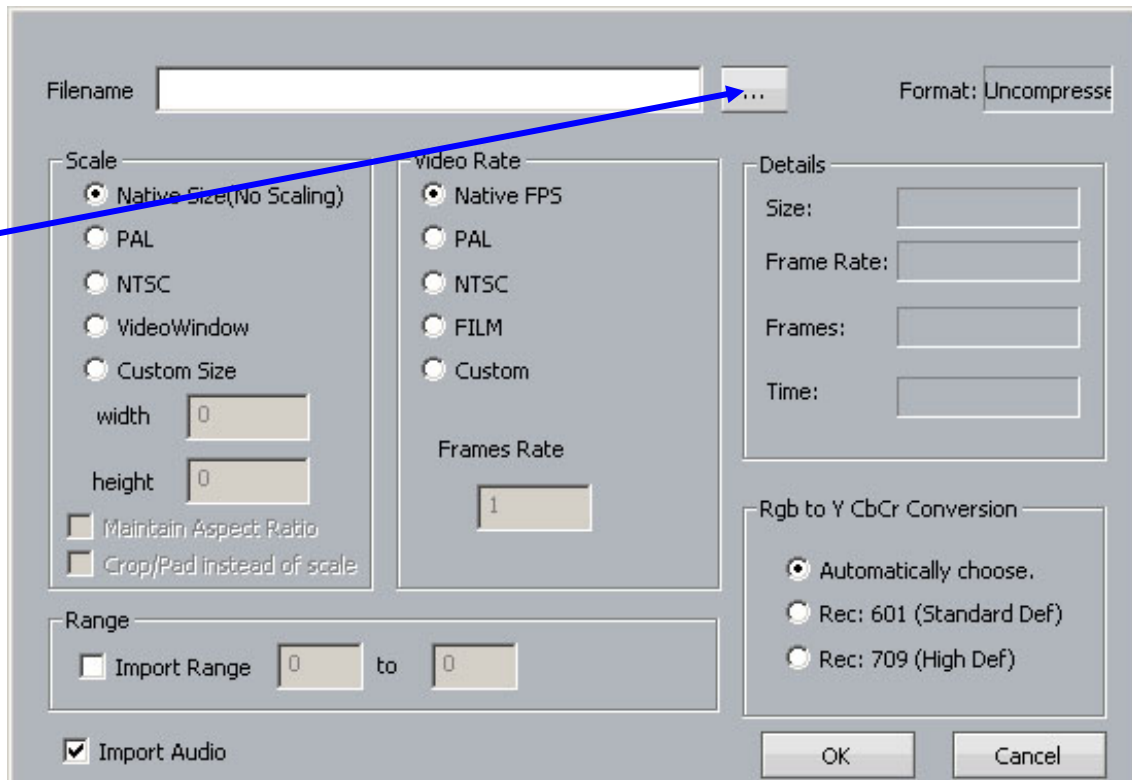 Filename
...
Format: Uncompresse
Scale
Native Size(No Scaling)
PAL
NTSC
VideoWindow
Custom Size
width 0
height 0
Maintain Aspect Ratio
Crop/Pad instead of scale
Video Rate
Native FPS
PAL
NTSC
FILM
Custom
Frames Rate
1
Details
Size:
Frame Rate:
Frames:
Time:
Rgb to Y CbCr Conversion
Automatically choose.
Rec: 601 (Standard Def)
Rec: 709 (High Def)
Range
Import Range 0 to 0
Import Audio
OK
Cancel